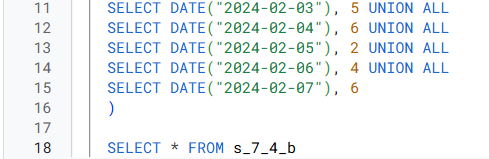 11 SELECT DATE("2024-02-03"), 5 UNION ALL
12 SELECT DATE("2024-02-04"), 6 UNION ALL
13 SELECT DATE("2024-02-05"), 2 UNION ALL
14 SELECT DATE("2024-02-06"), 4 UNION ALL
15 SELECT DATE("2024-02-07"), 6
16 )
17
18 SELECT * FROM s_7_4_b